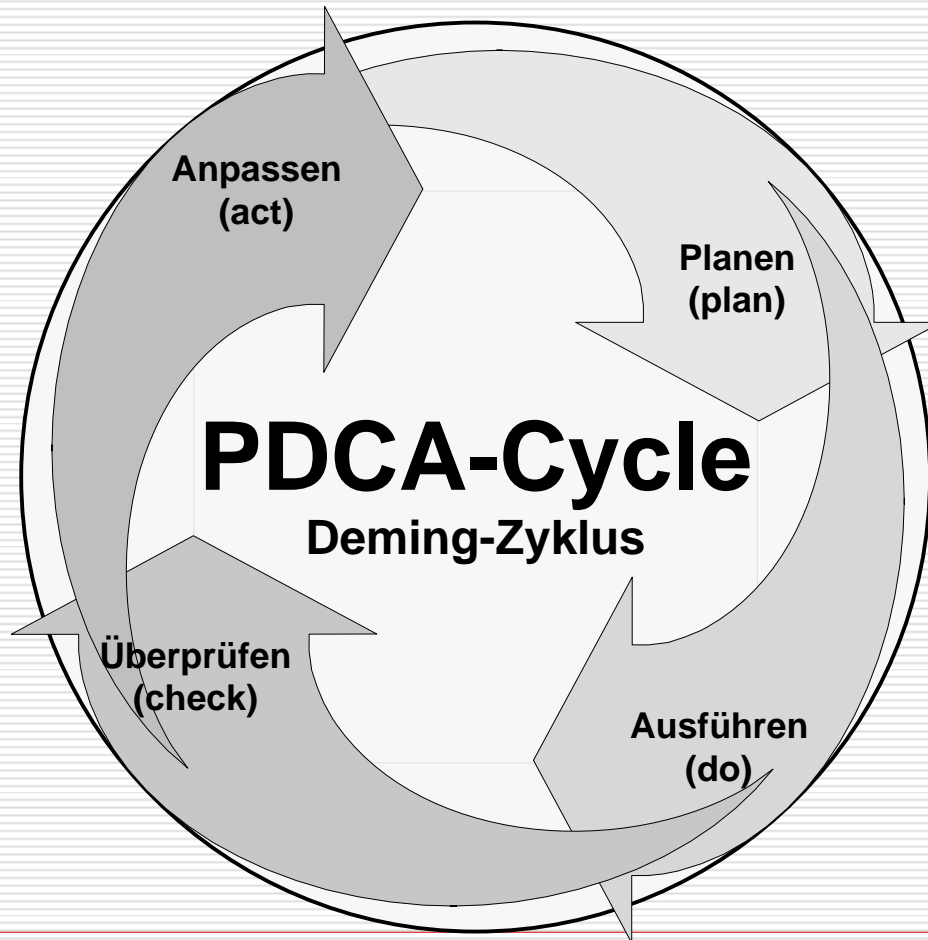 Anpassen
(act)
Planen
(plan)
PDCA-Cycle
Deming-Zyklus
Überprüfen
(check)
Ausführen
(do)